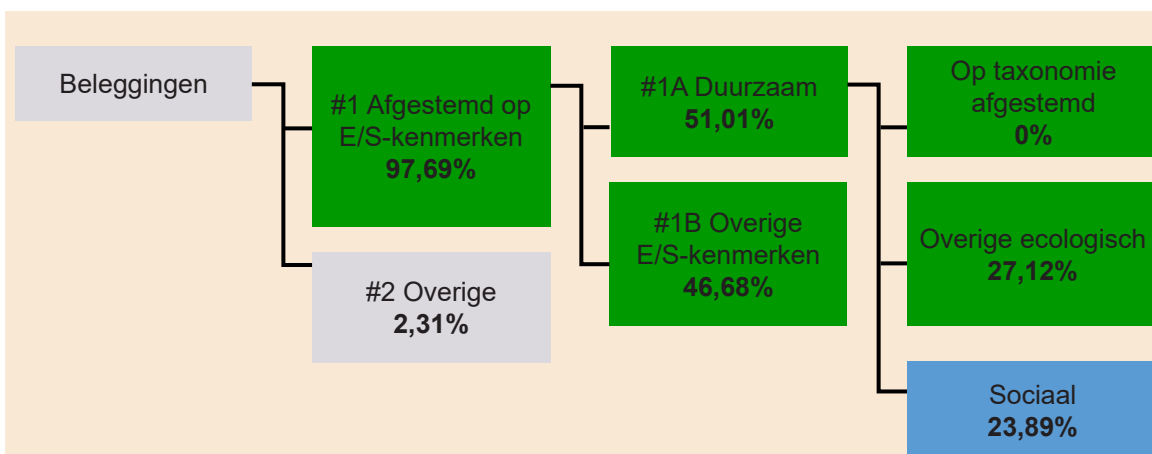 Beleggingen
#1 Afgestemd op
E/S-kenmerken
97,69%
#2 Overige
2,31%
#1A Duurzaam
51,01%
#1B Overige
E/S-kenmerken
46,68%
Op taxonomie
afgestemd
0%
Overige ecologisch
27,12%
Sociaal
23,89%